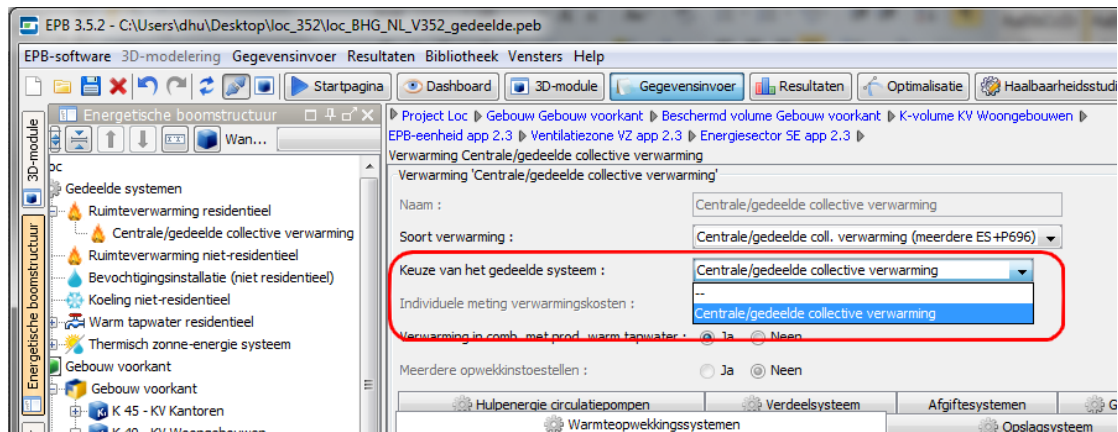 EPB 3.5.2 - C:\Users\dhu\Desktop\loc_352\loc_BHG_NL_V352_gedeelde.peb
EPB-software 3D-modelering Gegevensinvoer Resultaten Bibliotheek Vensters Help
Startpagina Dashboard 3D-module Gegevensinvoer Resultaten Optimalisatie Haalbaarheidsstudi
Energetische boomstructuur
Wan...
3D-module
Energetische boomstructuur
oc
Gedeelde systemen
Ruimteverwarming residentieel
Centrale/gedeelde collective verwarming
Ruimteverwarming niet-residentieel
Bevochtigingsinstallatie (niet residentieel)
Koeling niet-residentieel
Warm tapwater residentieel
Thermisch zonne-energie systeem
Gebouw voorkant
Gebouw voorkant
K 45 - KV Kantoren
K 40 - KV Woongebouwen
Project Loc Gebouw Gebouw voorkant Beschermd volume Gebouw voorkant K-volume KV Woongebouwen
EPB-eenheid app 2.3 Ventilatiezone VZ app 2.3 Energiesector SE app 2.3
Verwarming Centrale/gedeelde collective verwarming
Verwarming 'Centrale/gedeelde collective verwarming'
Naam : Centrale/gedeelde collective verwarming
Soort verwarming : Centrale/gedeelde coll. verwarming (meerdere ES+P696)
Keuze van het gedeelde systeem : Centrale/gedeelde collective verwarming
--
Individuele meting verwarmingskosten : Centrale/gedeelde collective verwarming
Verwarming in comb. met prod. warm tapwater : Ja Neen
Meerdere opwekkinstoestellen : Ja Neen
Hulpenergie circulatiepompen Verdeelsysteem Afgiftesystemen G
Warmteopwekkingssystemen Opslagsysteem